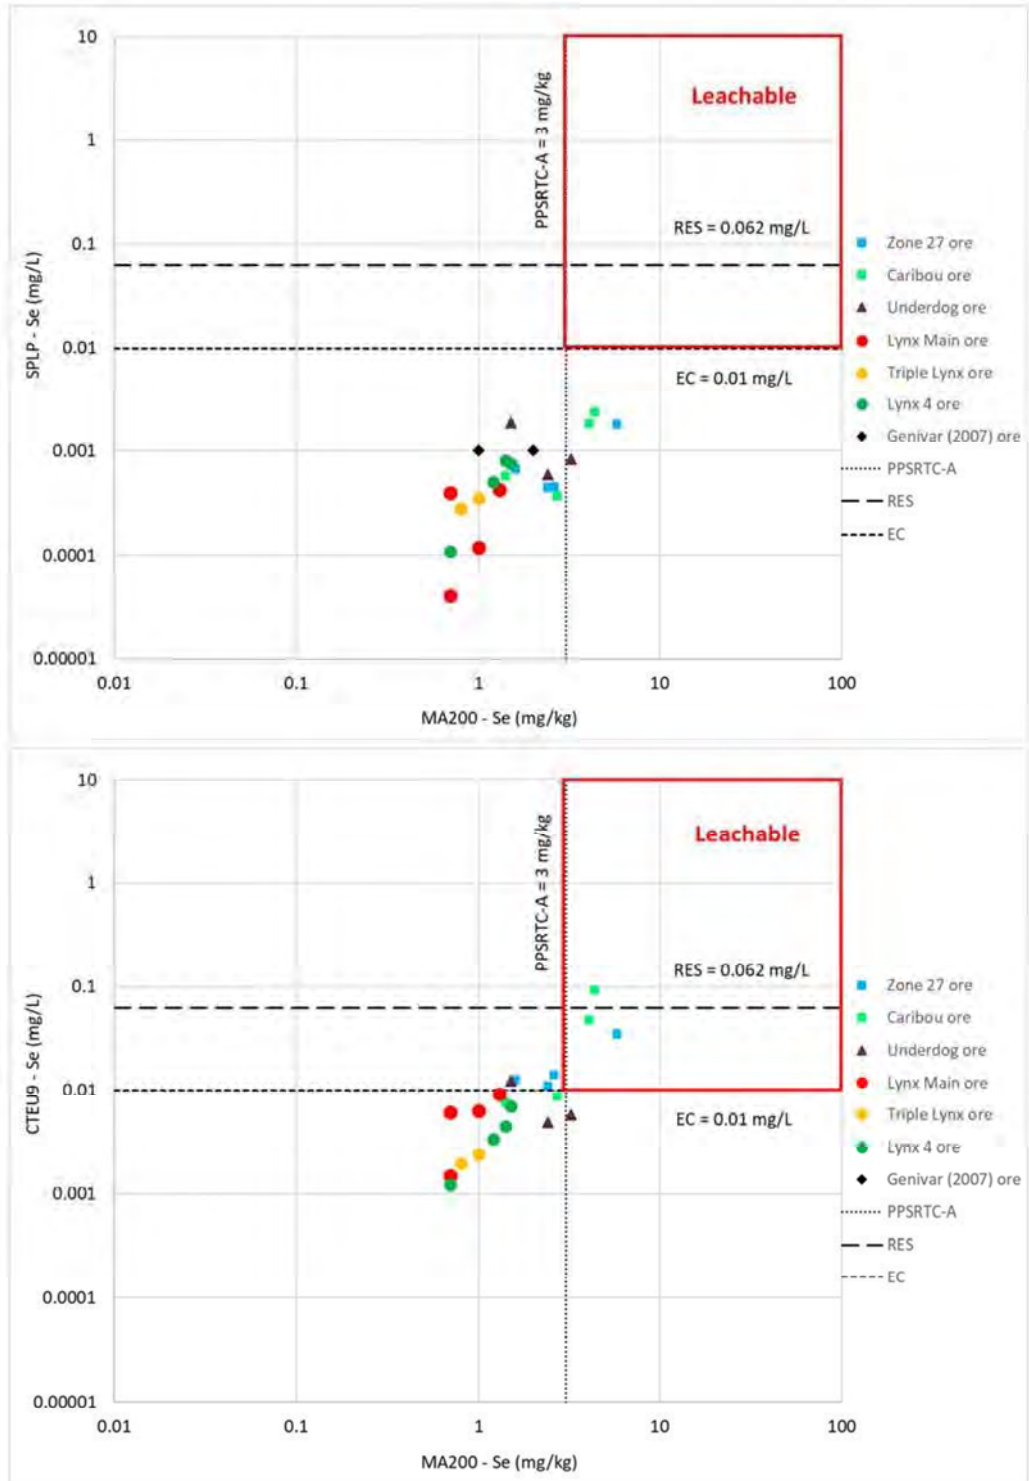 10
1
0.1
0.01
0.001
0.0001
0.00001
SPLP - Se (mg/L)
0.01
0.1
1
10
100
MA200 - Se (mg/kg)
PPSRTC-A = 3 mg/kg
Leachable
RES = 0.062 mg/L
EC = 0.01 mg/L
Zone 27 ore
Caribou ore
Underdog ore
Lynx Main ore
Triple Lynx ore
Lynx 4 ore
Genivar (2007) ore
PPSRTC-A
RES
EC
10
1
0.1
0.01
0.001
0.0001
0.00001
CTEU9 - Se (mg/L)
0.01
0.1
1
10
100
MA200 - Se (mg/kg)
PPSRTC-A = 3 mg/kg
Leachable
RES = 0.062 mg/L
EC = 0.01 mg/L
Zone 27 ore
Caribou ore
Underdog ore
Lynx Main ore
Triple Lynx ore
Lynx 4 ore
Genivar (2007) ore
PPSRTC-A
RES
EC